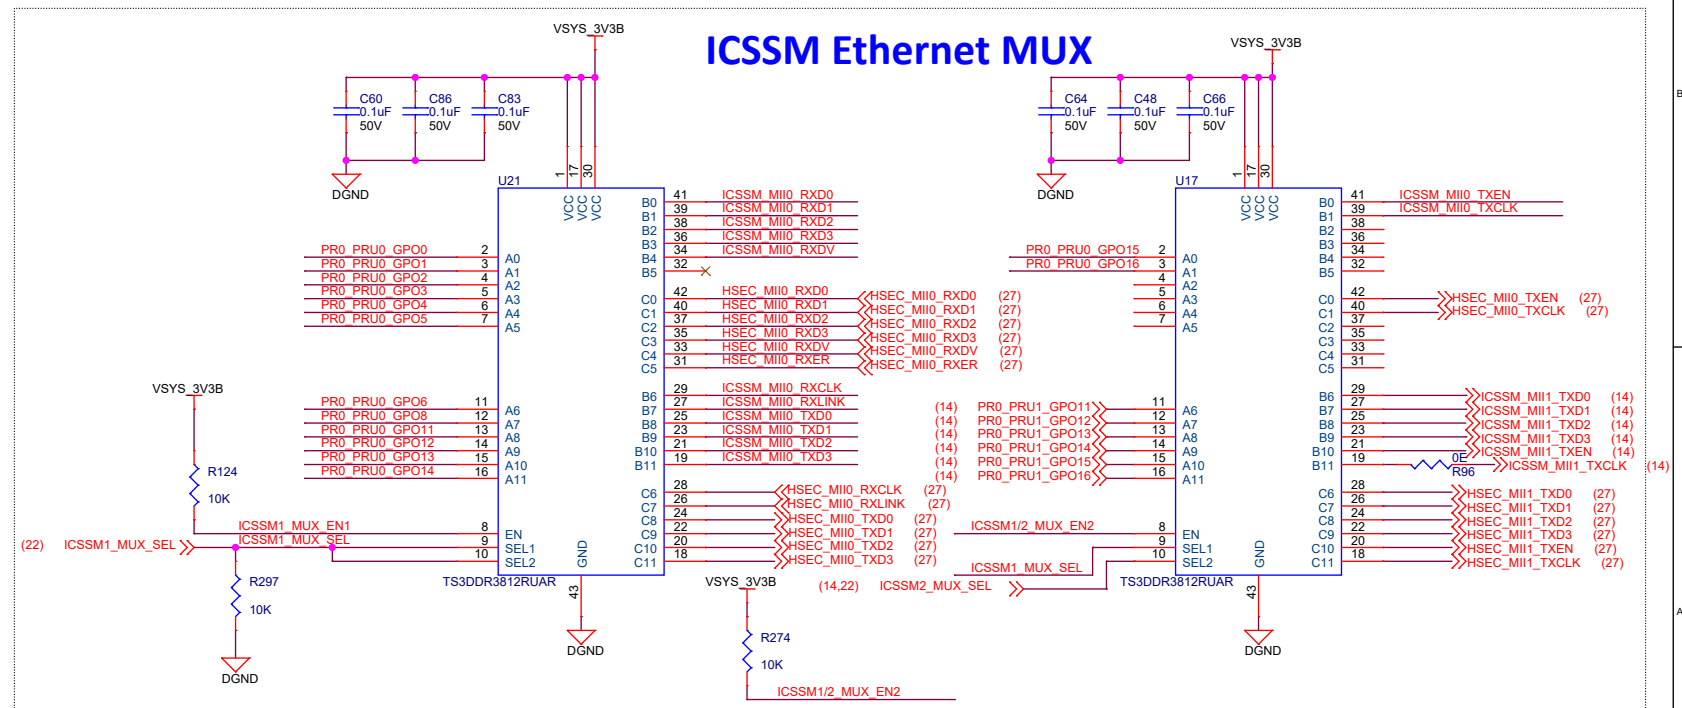 ICSSM Ethernet MUX
VSYS_3V3B
C60
0.1uF
50V
C86
0.1uF
50V
C83
0.1uF
50V
DGND
1
17
30
VCC
VCC
VCC
U21
PR0_PRU0_GPO0 2 A0
PR0_PRU0_GPO1 3 A1
PR0_PRU0_GPO2 4 A2
PR0_PRU0_GPO3 5 A3
PR0_PRU0_GPO4 6 A4
PR0_PRU0_GPO5 7 A5
PR0_PRU0_GPO6 11 A6
PR0_PRU0_GPO8 12 A7
PR0_PRU0_GPO11 13 A8
PR0_PRU0_GPO12 14 A9
PR0_PRU0_GPO13 15 A10
PR0_PRU0_GPO14 16 A11
VSYS_3V3B
R124
10K
ICSSM1_MUX_EN1 8 EN
(22) ICSSM1_MUX_SEL ICSSM1_MUX_SEL 9 SEL1
10 SEL2
R297
10K
DGND
B0 41 ICSSM_MII0_RXD0
B1 39 ICSSM_MII0_RXD1
B2 38 ICSSM_MII0_RXD2
B3 36 ICSSM_MII0_RXD3
B4 34 ICSSM_MII0_RXDV
B5 32
C0 42 HSEC_MII0_RXD0 HSEC_MII0_RXD0 (27)
C1 40 HSEC_MII0_RXD1 HSEC_MII0_RXD1 (27)
C2 37 HSEC_MII0_RXD2 HSEC_MII0_RXD2 (27)
C3 35 HSEC_MII0_RXD3 HSEC_MII0_RXD3 (27)
C4 33 HSEC_MII0_RXDV HSEC_MII0_RXDV (27)
C5 31 HSEC_MII0_RXER HSEC_MII0_RXER (27)
B6 29 ICSSM_MII0_RXCLK
B7 27 ICSSM_MII0_RXLINK
B8 25 ICSSM_MII0_TXD0
B9 23 ICSSM_MII0_TXD1
B10 21 ICSSM_MII0_TXD2
B11 19 ICSSM_MII0_TXD3
C6 28 HSEC_MII0_RXCLK (27)
C7 26 HSEC_MII0_RXLINK (27)
C8 24 HSEC_MII0_TXD0 (27)
C9 22 HSEC_MII0_TXD1 (27)
C10 20 HSEC_MII0_TXD2 (27)
C11 18 HSEC_MII0_TXD3 (27)
GND
43
TS3DDR3812RUAR
DGND
VSYS_3V3B
R274
10K
ICSSM1/2_MUX_EN2
VSYS_3V3B
C64
0.1uF
50V
C48
0.1uF
50V
C66
0.1uF
50V
DGND
1
17
30
VCC
VCC
VCC
U17
PR0_PRU0_GPO15 2 A0
PR0_PRU0_GPO16 3 A1
4 A2
5 A3
6 A4
7 A5
(14) PR0_PRU1_GPO11 11 A6
(14) PR0_PRU1_GPO12 12 A7
(14) PR0_PRU1_GPO13 13 A8
(14) PR0_PRU1_GPO14 14 A9
(14) PR0_PRU1_GPO15 15 A10
(14) PR0_PRU1_GPO16 16 A11
ICSSM1/2_MUX_EN2 8 EN
ICSSM1_MUX_SEL 9 SEL1
(14,22) ICSSM2_MUX_SEL 10 SEL2
B0 41 ICSSM_MII0_TXEN
B1 39 ICSSM_MII0_TXCLK
B2 38
B3 36
B4 34
B5 32
C0 42 HSEC_MII0_TXEN (27)
C1 40 HSEC_MII0_TXCLK (27)
C2 37
C3 35
C4 33
C5 31
B6 29 ICSSM_MII1_TXD0 (14)
B7 27 ICSSM_MII1_TXD1 (14)
B8 25 ICSSM_MII1_TXD2 (14)
B9 23 ICSSM_MII1_TXD3 (14)
B10 21 ICSSM_MII1_TXEN (14)
B11 19 0E R96 ICSSM_MII1_TXCLK (14)
C6 28 HSEC_MII1_TXD0 (27)
C7 26 HSEC_MII1_TXD1 (27)
C8 24 HSEC_MII1_TXD2 (27)
C9 22 HSEC_MII1_TXD3 (27)
C10 20 HSEC_MII1_TXEN (27)
C11 18 HSEC_MII1_TXCLK (27)
GND
43
TS3DDR3812RUAR
DGND
B
A